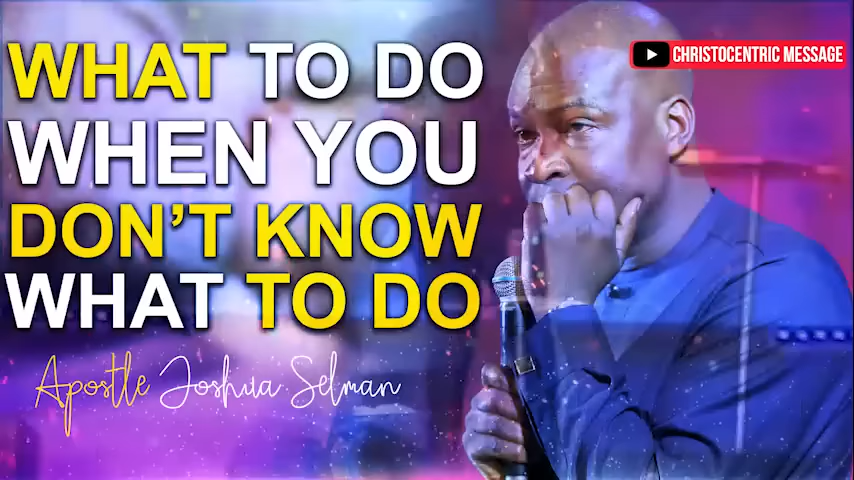 WHAT TO DO
WHEN YOU
DON'T KNOW
WHAT TO DO
Apostle Joshua Selman
CHRISTOCENTRIC MESSAGE